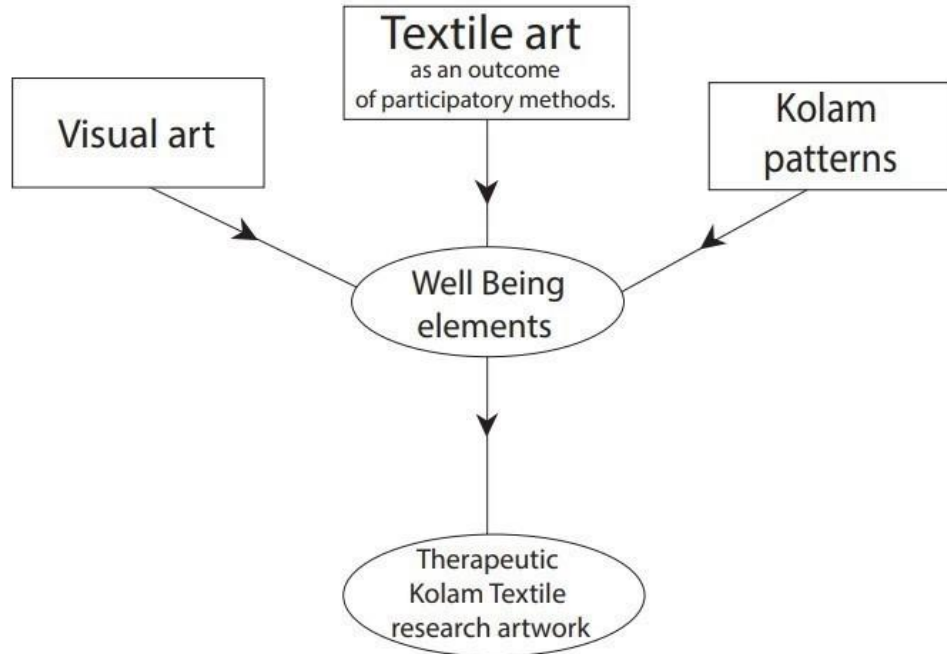 Textile art
as an outcome
of participatory methods.
Visual art
Kolam
patterns
Well Being
elements
Therapeutic
Kolam Textile
research artwork